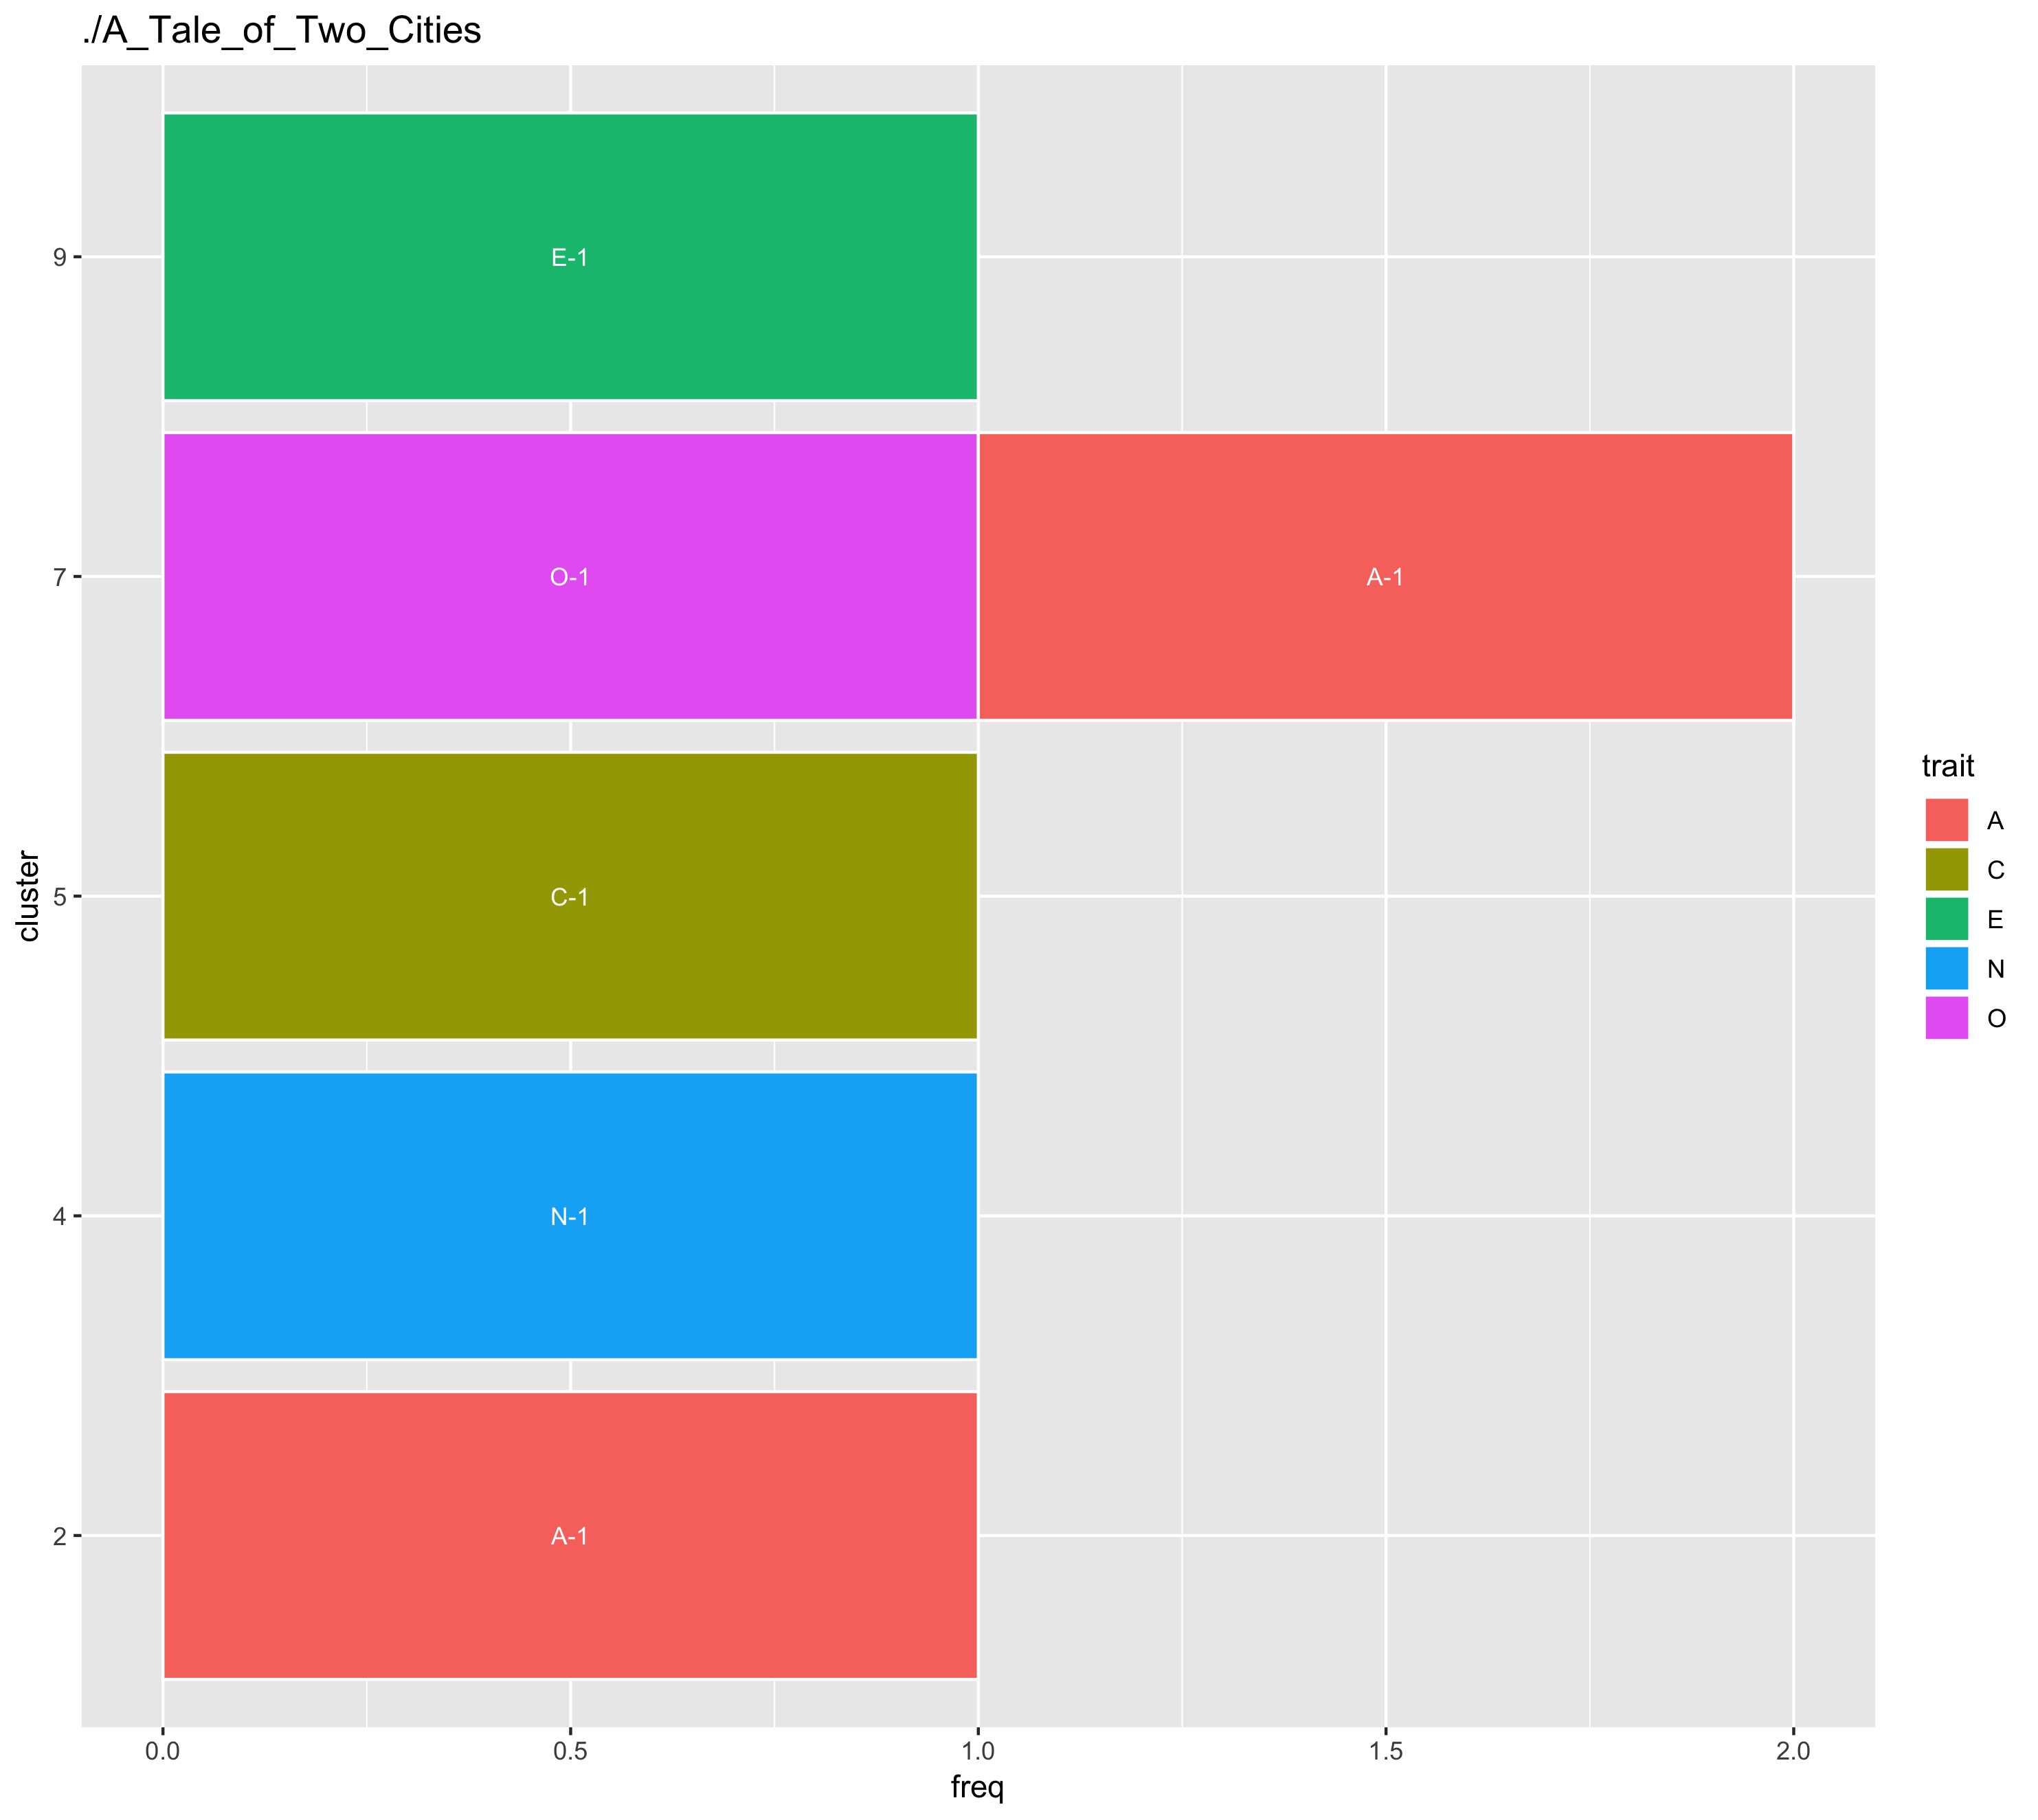 ./A_Tale_of_Two_Cities
9
E-1
7
O-1
A-1
5
C-1
4
N-1
2
A-1
cluster
0.0
0.5
1.0
1.5
2.0
freq
trait
A
C
E
N
O